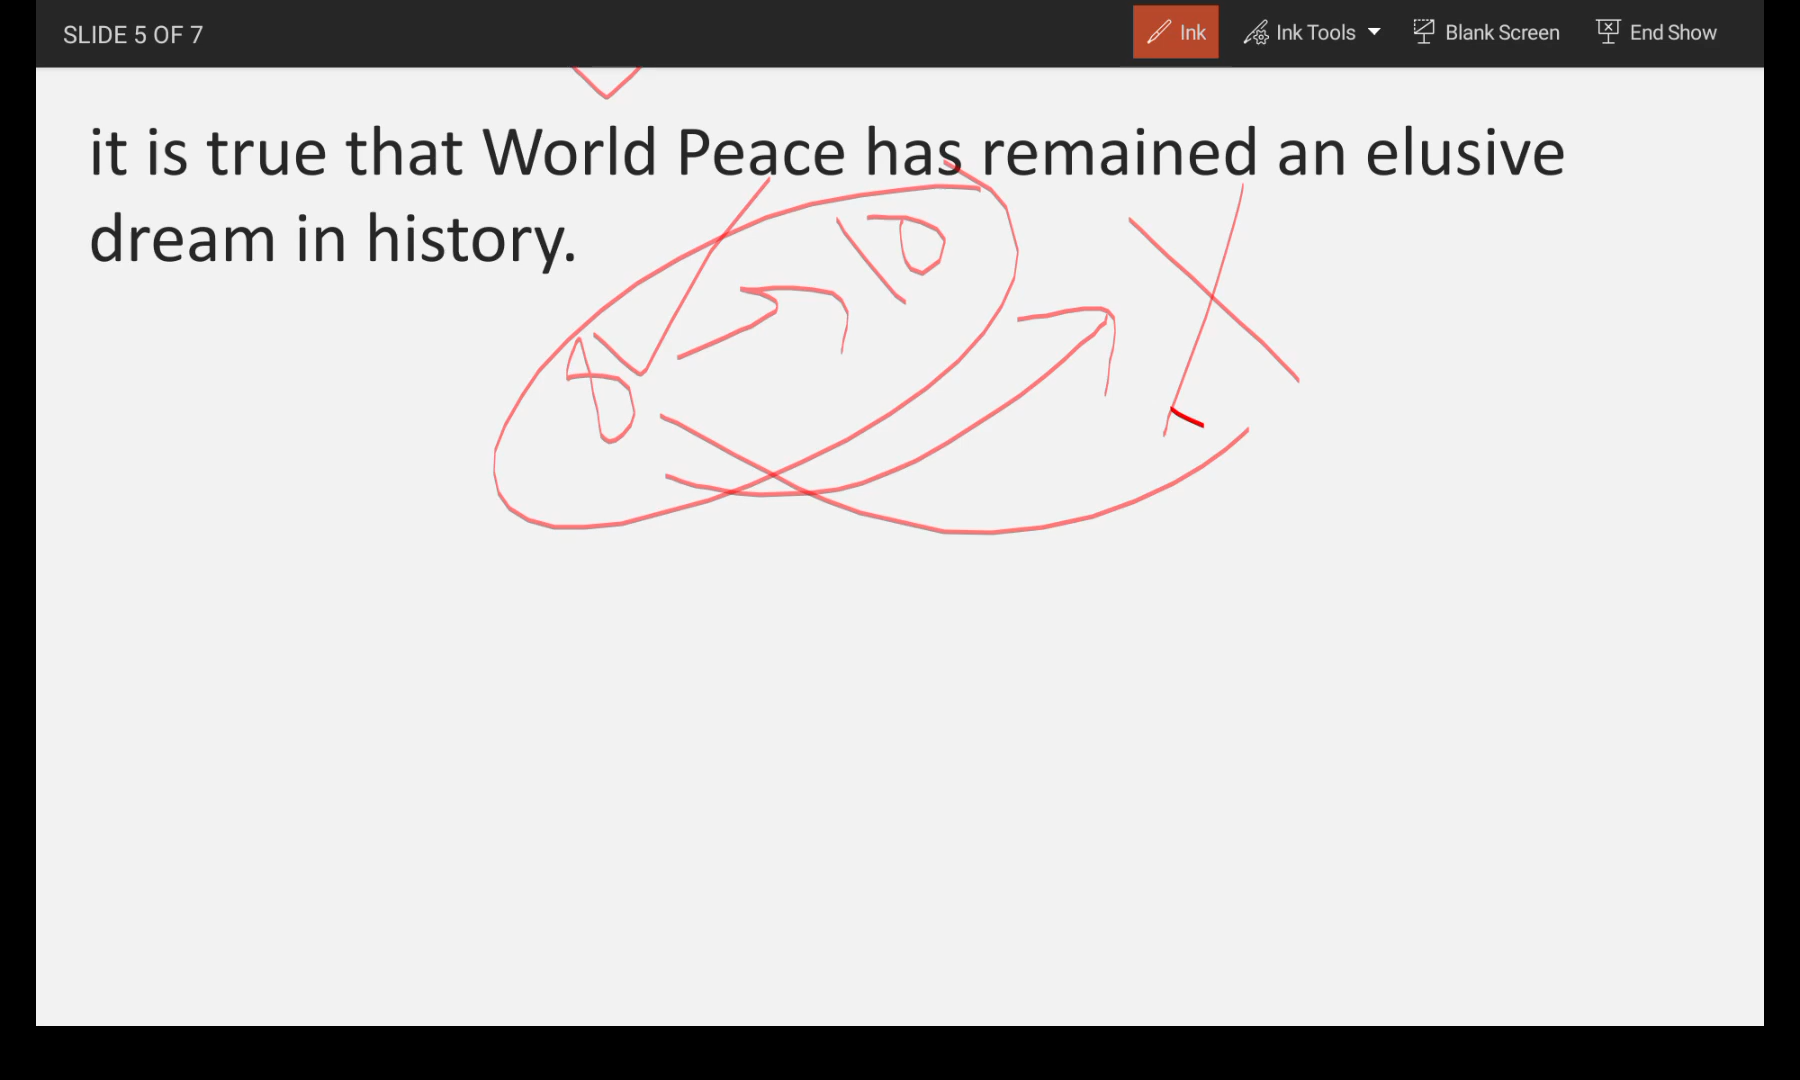 SLIDE 5 OF 7 Ink Ink Tools Blank Screen End Show
it is true that World Peace has remained an elusive
dream in history.